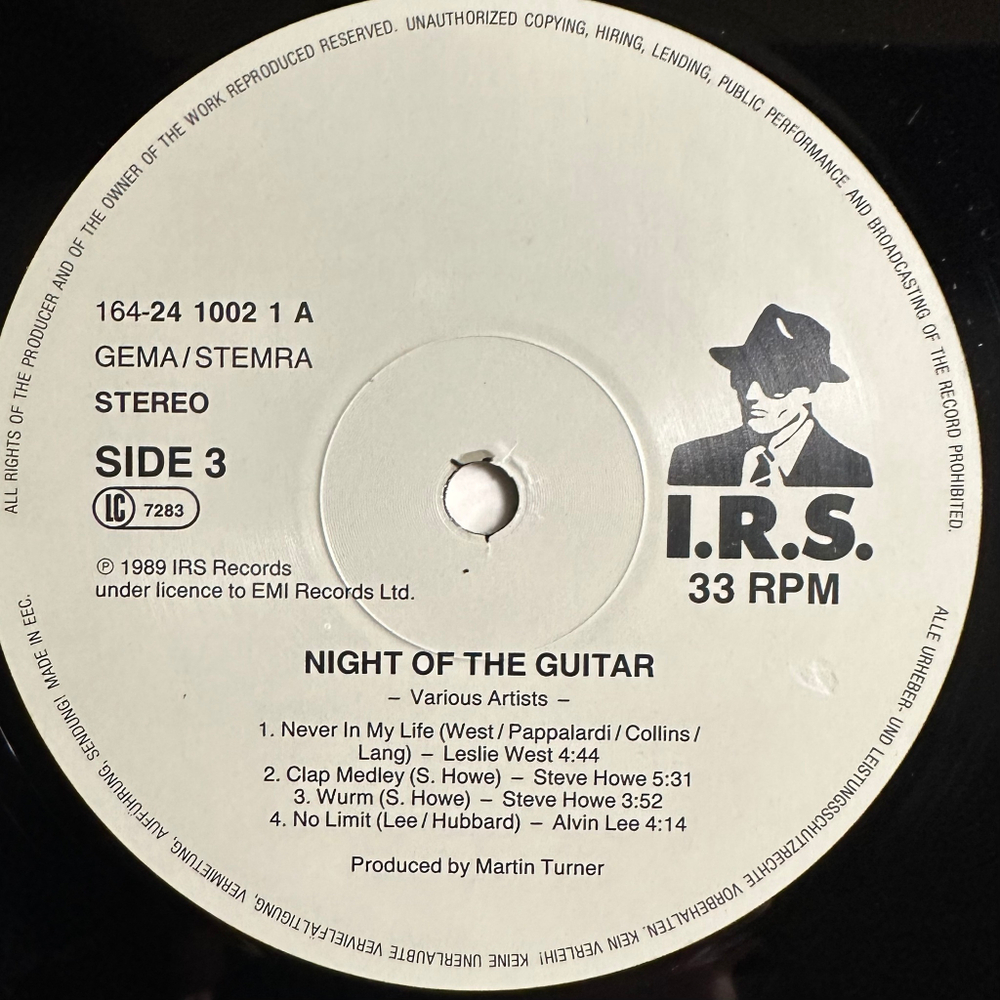 ALL RIGHTS OF THE PRODUCER AND OF THE OWNER OF THE WORK REPRODUCED RESERVED. UNAUTHORIZED COPYING, HIRING, LENDING, PUBLIC PERFORMANCE AND BROADCASTING OF THE RECORD PROHIBITED.
164-24 1002 1 A
GEMA/STEMRA
STEREO
SIDE 3
LC 7283
℗ 1989 IRS Records
under licence to EMI Records Ltd.
I.R.S.
33 RPM
NIGHT OF THE GUITAR
– Various Artists –
1. Never In My Life (West/Pappalardi/Collins/
Lang) – Leslie West 4:44
2. Clap Medley (S. Howe) – Steve Howe 5:31
3. Wurm (S. Howe) – Steve Howe 3:52
4. No Limit (Lee/Hubbard) – Alvin Lee 4:14
Produced by Martin Turner
ALLE URHEBER- UND LEISTUNGSSCHUTZRECHTE VORBEHALTEN. KEIN VERLEIH! KEINE UNERLAUBTE VERVIELFÄLTIGUNG, VERMIETUNG, AUFFÜHRUNG, SENDUNG! MADE IN EEC.